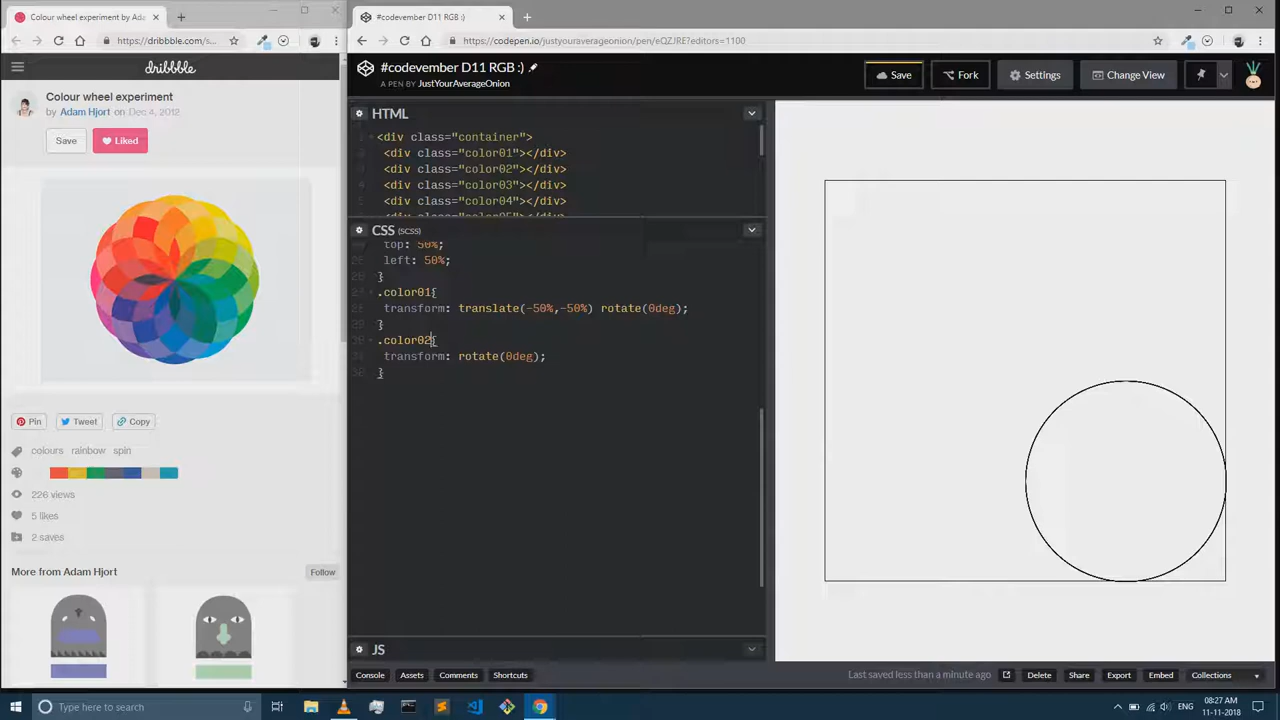 Colour wheel experiment by Ada
#codevember D11 RGB :)
https://dribbble.com/s...
https://codepen.io/justyouraverageonion/pen/eQZJRE?editors=1100
dribbble
Colour wheel experiment
by Adam Hjort on Dec 4, 2012
Save
Liked
Pin
Tweet
Copy
colours rainbow spin
226 views
5 likes
2 saves
More from Adam Hjort
Follow
#codevember D11 RGB :)
A PEN BY JustYourAverageOnion
Save
Fork
Settings
Change View
HTML
<div class="container">
<div class="color01"></div>
<div class="color02"></div>
<div class="color03"></div>
<div class="color04"></div>
<div class="color05"></div>
CSS (SCSS)
top: 50%;
left: 50%;
}
.color01{
transform: translate(-50%,-50%) rotate(0deg);
}
.color02{
transform: rotate(0deg);
}
JS
Console
Assets
Comments
Shortcuts
Last saved less than a minute ago
Delete
Share
Export
Embed
Collections
Type here to search
08:27 AM
11-11-2018